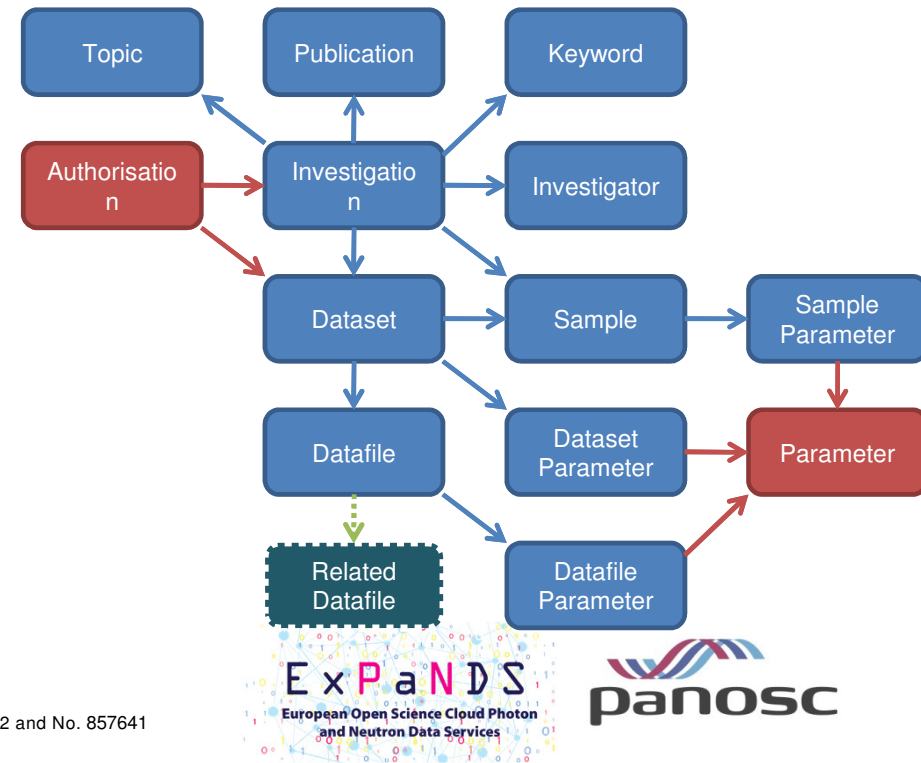 Topic
Publication
Keyword
Authorisatio
n
Investigatio
n
Investigator
Dataset
Sample
Sample
Parameter
Datafile
Dataset
Parameter
Parameter
Related
Datafile
Datafile
Parameter
ExPaNDS
European Open Science Cloud Photon
and Neutron Data Services
panosc
2 and No. 857641